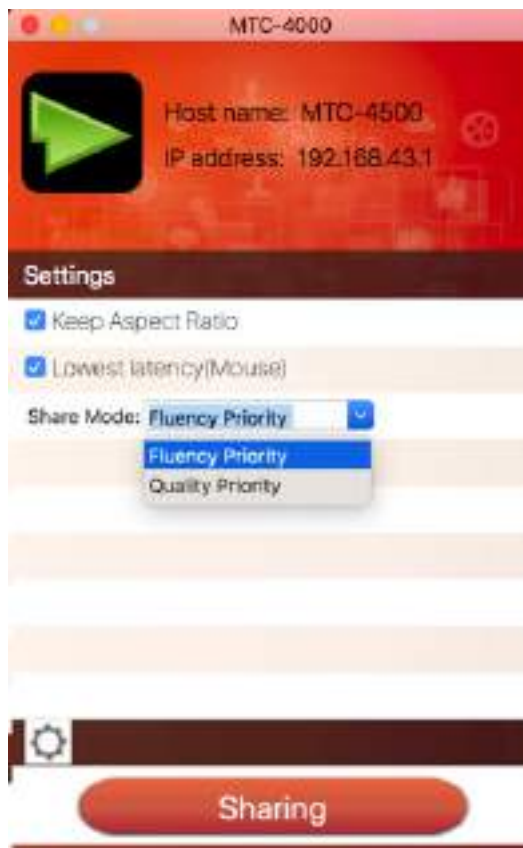 MTC-4000
Host name: MTC-4500
IP address: 192.168.43.1
Settings
Keep Aspect Ratio
Lowest latency(Mouse)
Share Mode: Fluency Priority
Fluency Priority
Quality Priority
Sharing